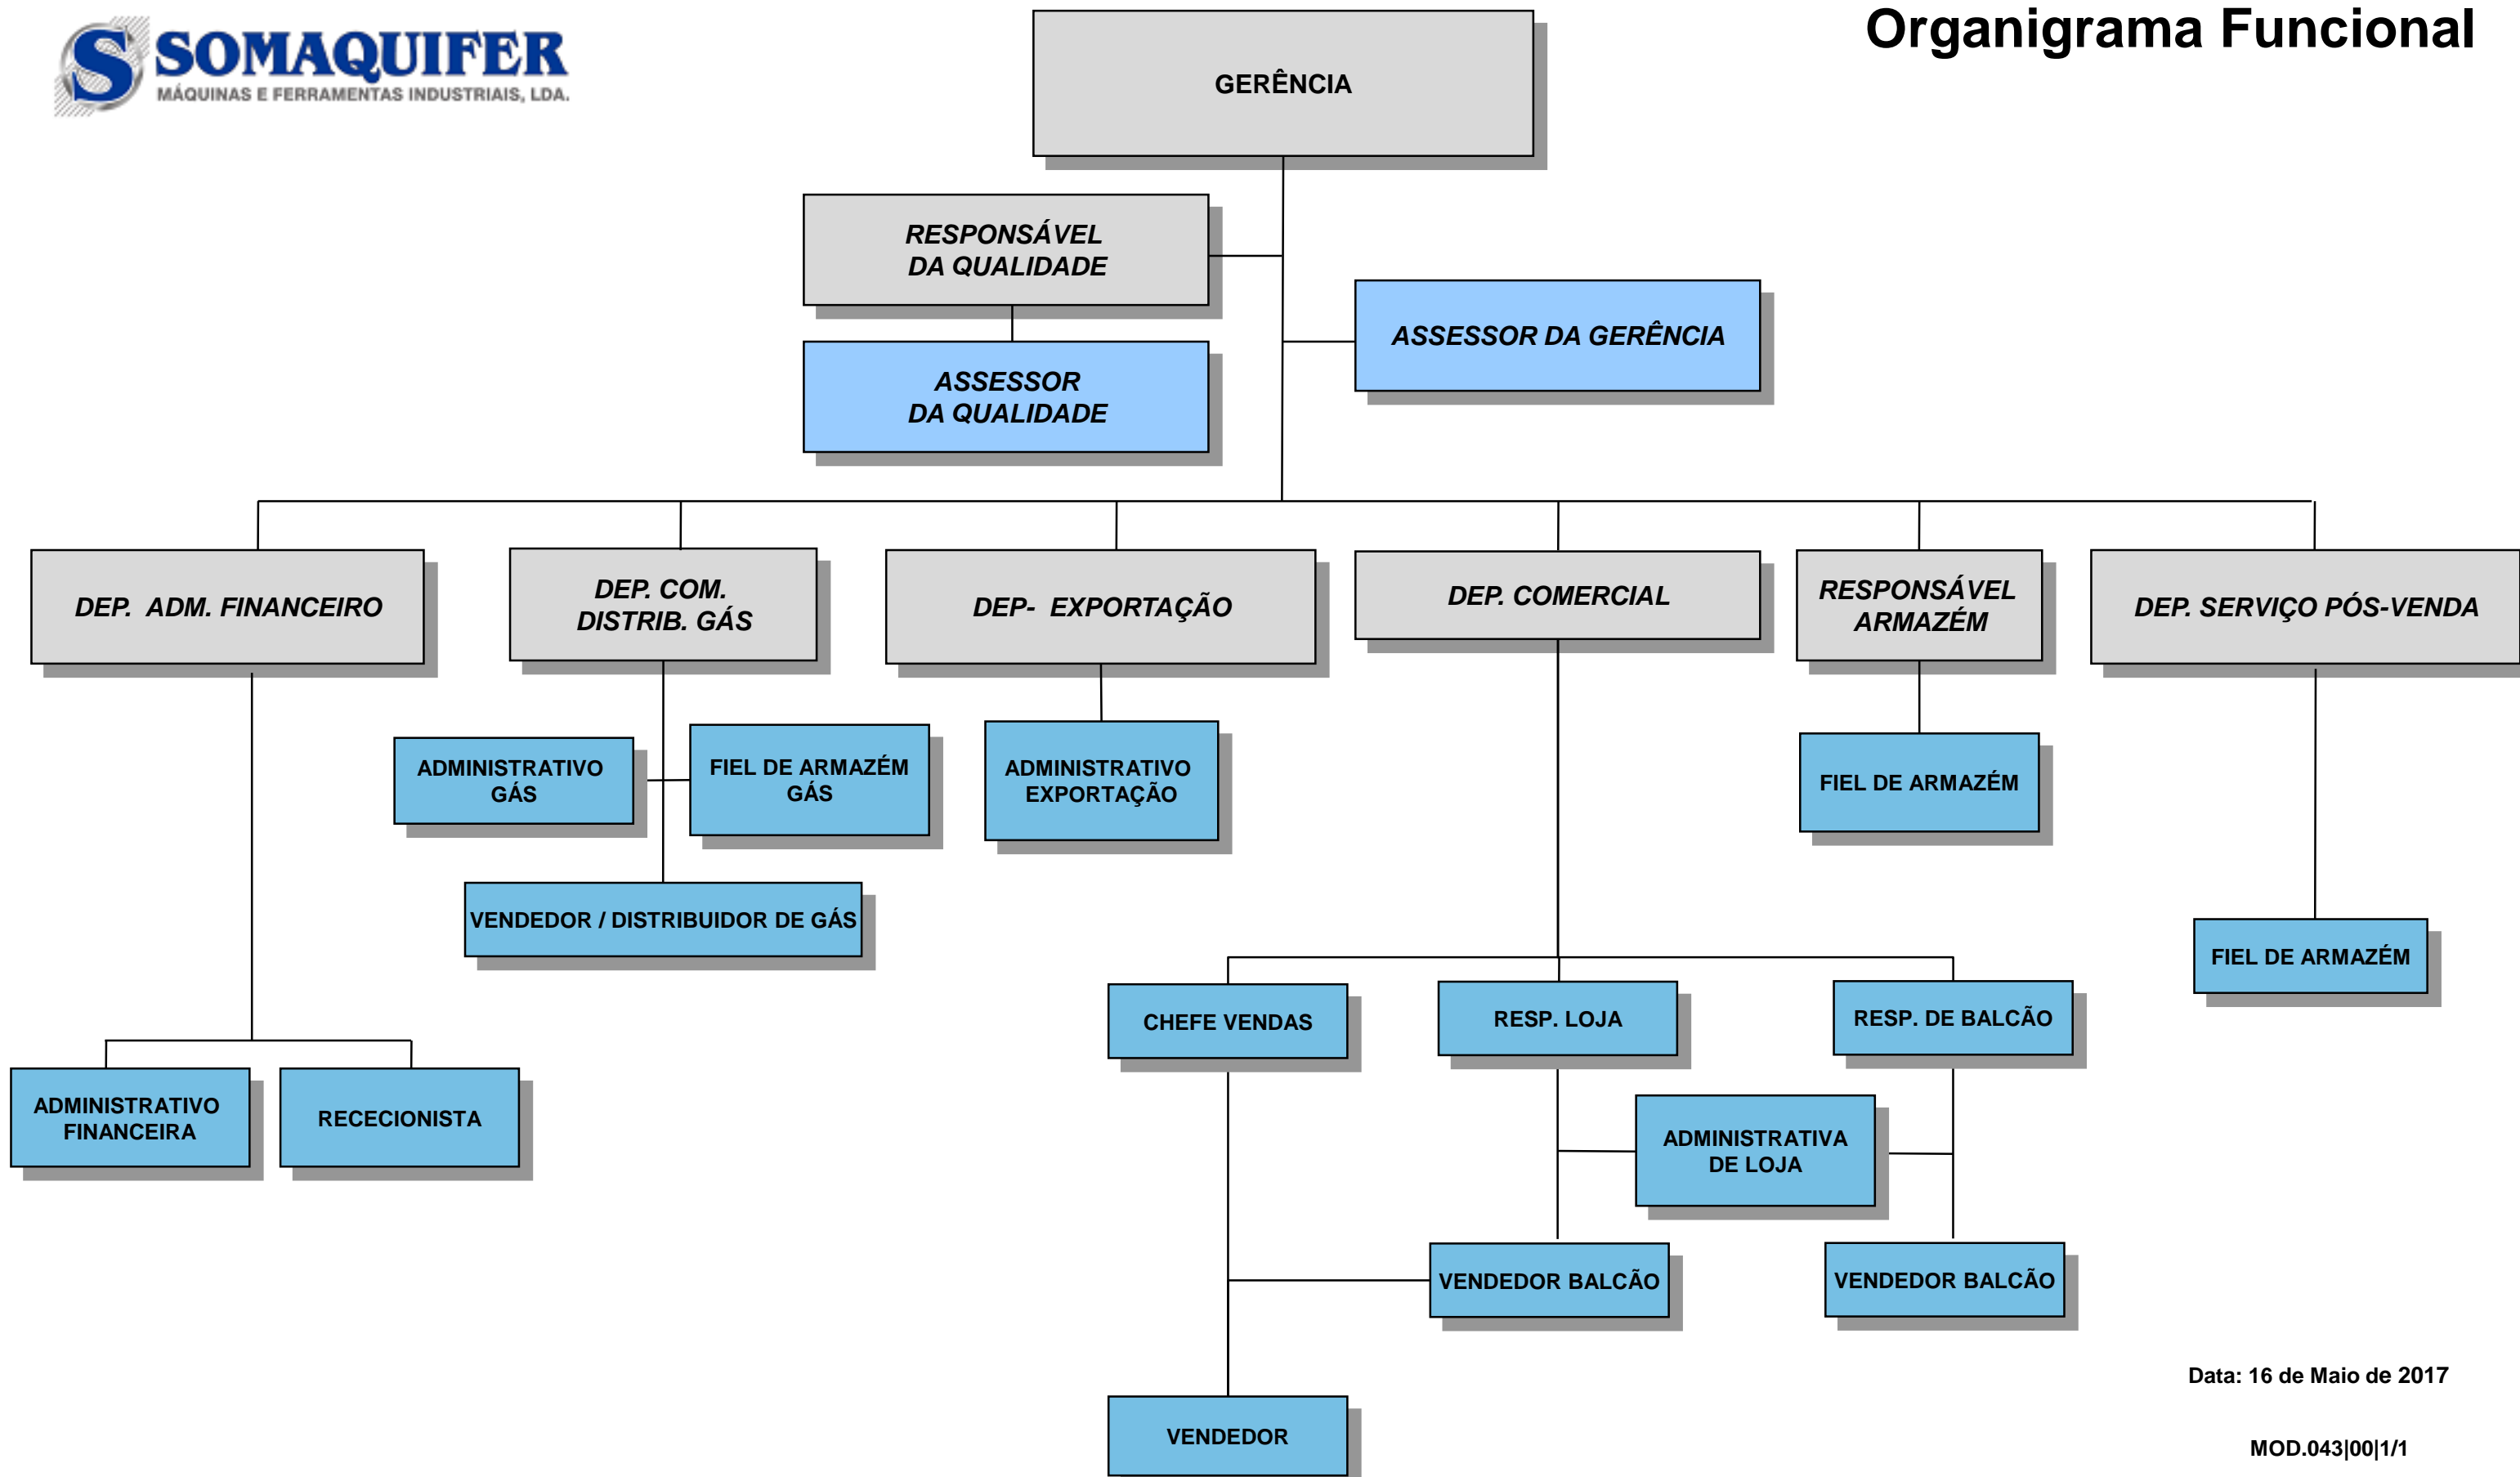 SOMAQUIFER
MÁQUINAS E FERRAMENTAS INDUSTRIAIS, LDA.
Organigrama Funcional
GERÊNCIA
RESPONSÁVEL
DA QUALIDADE
ASSESSOR DA GERÊNCIA
ASSESSOR
DA QUALIDADE
DEP. ADM. FINANCEIRO
DEP. COM.
DISTRIB. GÁS
DEP- EXPORTAÇÃO
DEP. COMERCIAL
RESPONSÁVEL
ARMAZÉM
DEP. SERVIÇO PÓS-VENDA
ADMINISTRATIVO
GÁS
FIEL DE ARMAZÉM
GÁS
ADMINISTRATIVO
EXPORTAÇÃO
FIEL DE ARMAZÉM
VENDEDOR / DISTRIBUIDOR DE GÁS
FIEL DE ARMAZÉM
CHEFE VENDAS
RESP. LOJA
RESP. DE BALCÃO
ADMINISTRATIVO
FINANCEIRA
RECECIONISTA
ADMINISTRATIVA
DE LOJA
VENDEDOR BALCÃO
VENDEDOR BALCÃO
VENDEDOR
Data: 16 de Maio de 2017
MOD.043|00|1/1